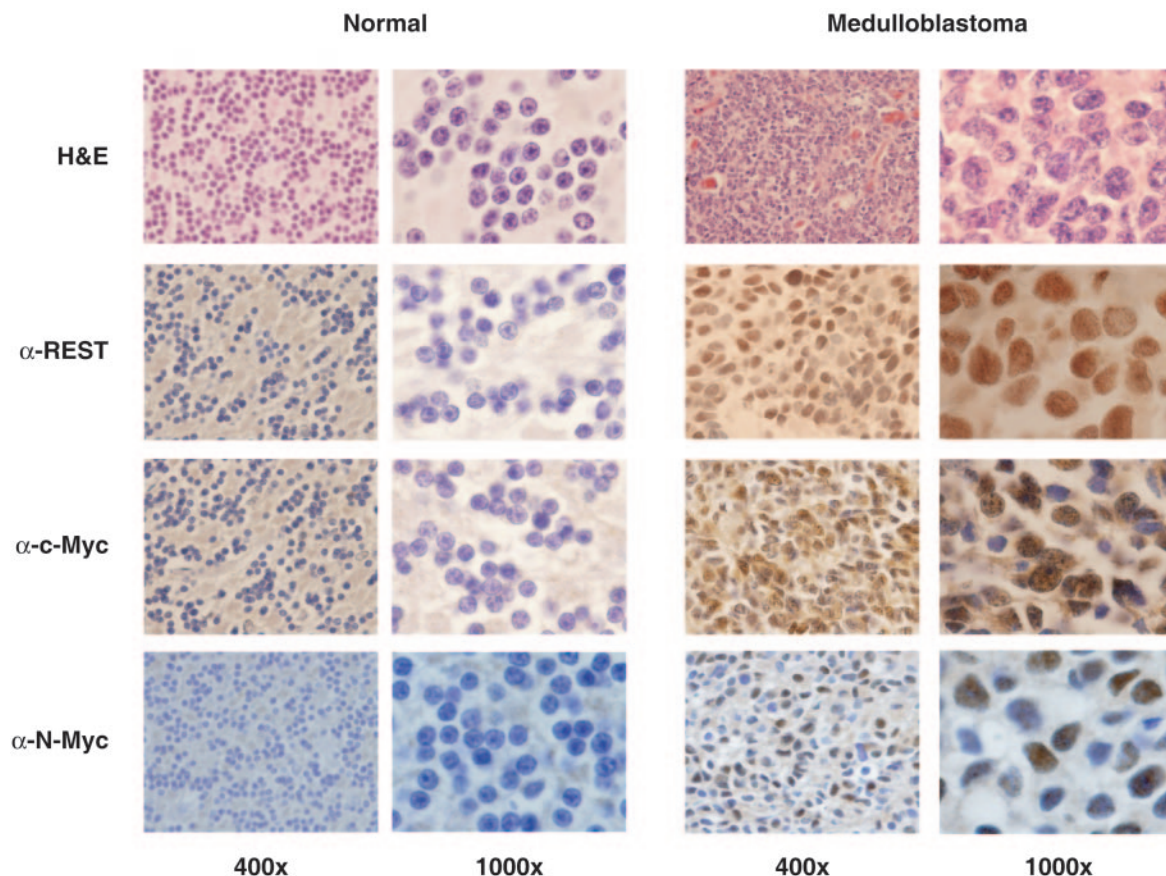 Normal Medulloblastoma
H&E
α-REST
α-c-Myc
α-N-Myc
400x 1000x 400x 1000x